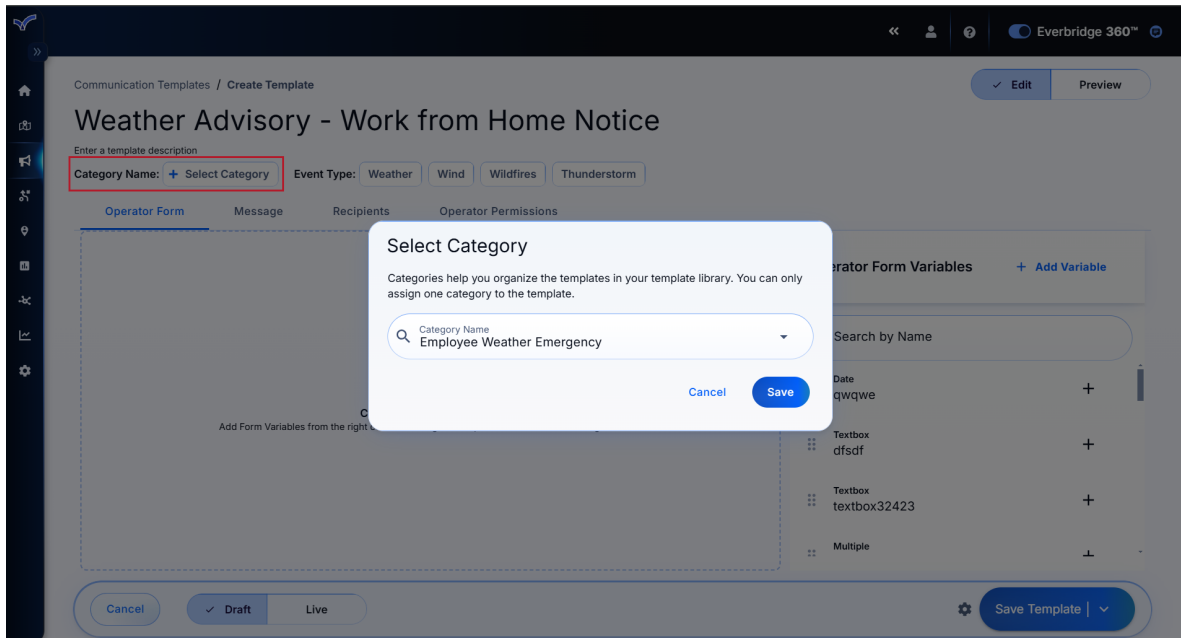 Everbridge 360™
Communication Templates / Create Template
Edit
Preview
Weather Advisory - Work from Home Notice
Enter a template description
Category Name: + Select Category Event Type: Weather Wind Wildfires Thunderstorm
Operator Form Message Recipients Operator Permissions
Select Category
Categories help you organize the templates in your template library. You can only
assign one category to the template.
Category Name
Employee Weather Emergency
Cancel Save
Form Variables + Add Variable
Search by Name
Date
qwqwe
Add Form Variables from the right
Textbox
dfsdf
Textbox
textbox32423
Multiple
Cancel Draft Live Save Template